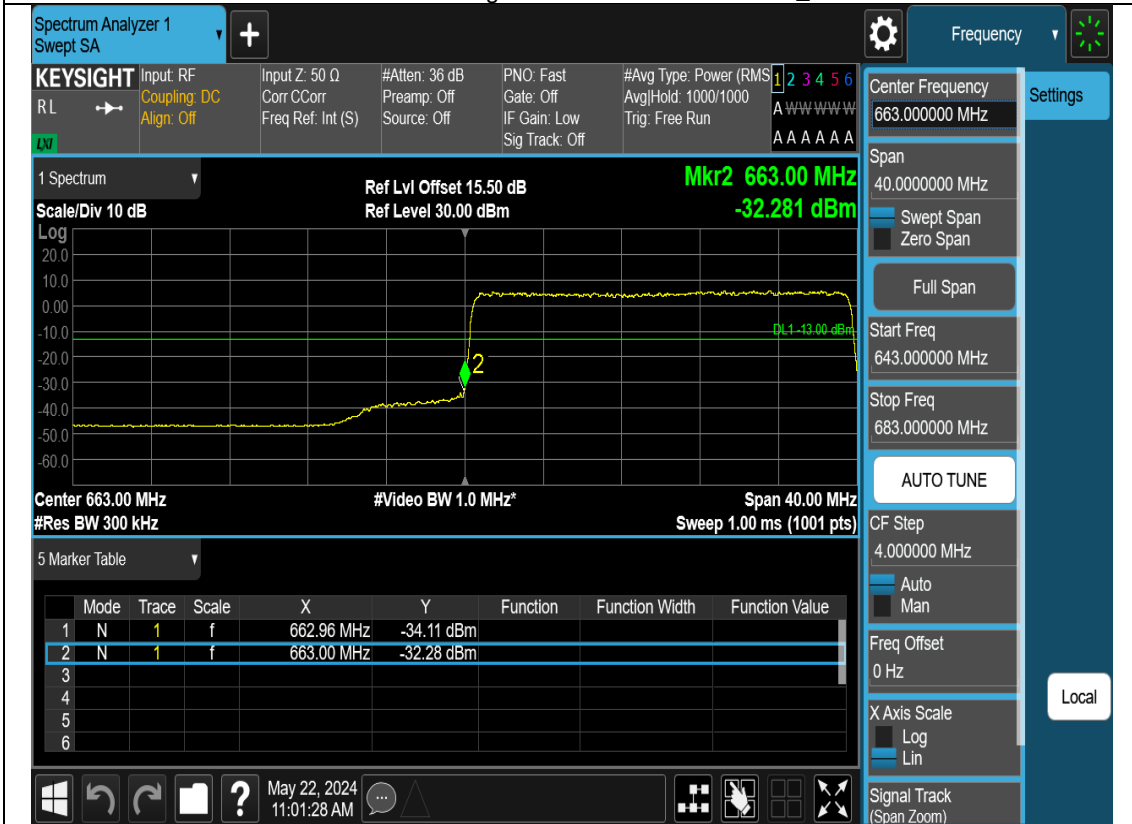 Spectrum Analyzer 1
Swept SA
+
Frequency
KEYSIGHT
R L
LXI
Input: RF
Coupling: DC
Align: Off
Input Z: 50 Ω
Corr CCorr
Freq Ref: Int (S)
#Atten: 36 dB
Preamp: Off
Source: Off
PNO: Fast
Gate: Off
IF Gain: Low
Sig Track: Off
#Avg Type: Power (RMS
Avg|Hold: 1000/1000
Trig: Free Run
1 2 3 4 5 6
A W W W W W
A A A A A A
1 Spectrum
Ref Lvl Offset 15.50 dB
Mkr2 663.00 MHz
Scale/Div 10 dB
Ref Level 30.00 dBm
-32.281 dBm
Log
20.0
10.0
0.00
-10.0
DL1 -13.00 dBm
-20.0
2
-30.0
-40.0
-50.0
-60.0
Center 663.00 MHz
#Video BW 1.0 MHz*
Span 40.00 MHz
#Res BW 300 kHz
Sweep 1.00 ms (1001 pts)
5 Marker Table
Mode Trace Scale X Y Function Function Width Function Value
1 N 1 f 662.96 MHz -34.11 dBm
2 N 1 f 663.00 MHz -32.28 dBm
3
4
5
6
?
May 22, 2024
11:01:28 AM
Center Frequency
663.000000 MHz
Settings
Span
40.0000000 MHz
Swept Span
Zero Span
Full Span
Start Freq
643.000000 MHz
Stop Freq
683.000000 MHz
AUTO TUNE
CF Step
4.000000 MHz
Auto
Man
Freq Offset
0 Hz
Local
X Axis Scale
Log
Lin
Signal Track
(Span Zoom)